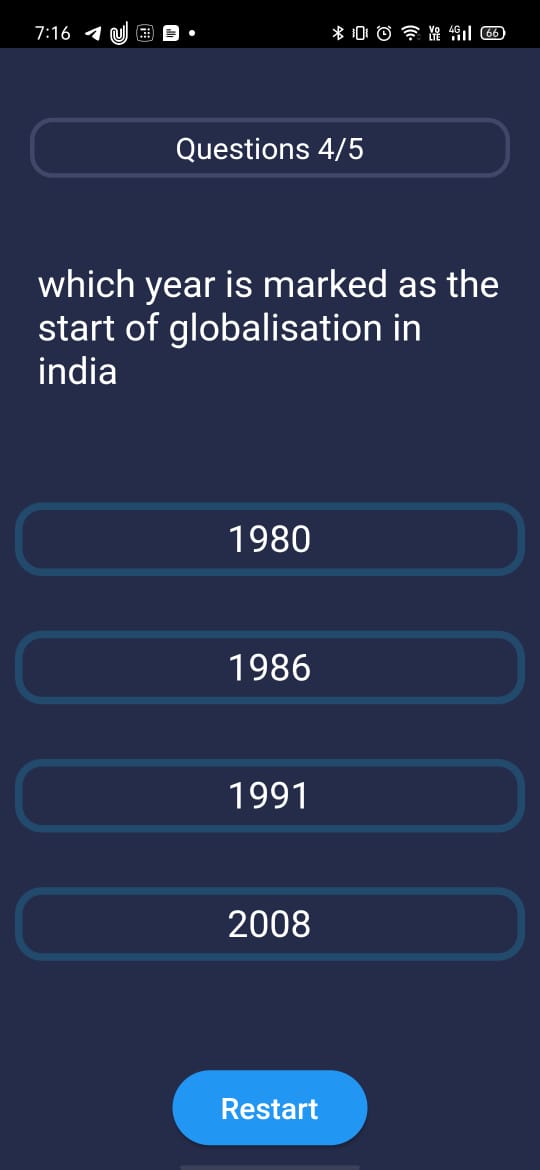 7:16
Vo LTE 4G 66
Questions 4/5
which year is marked as the
start of globalisation in
india
1980
1986
1991
2008
Restart